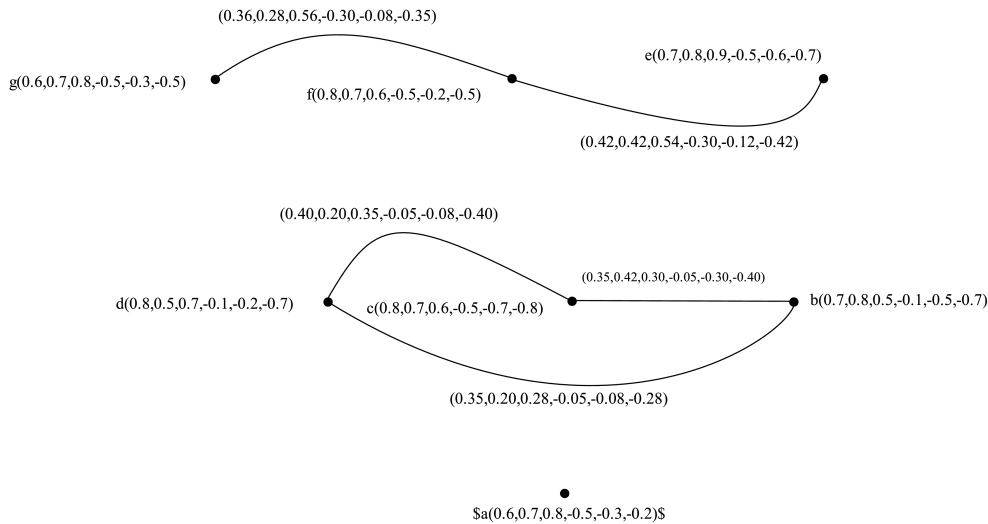 (0.36,0.28,0.56,-0.30,-0.08,-0.35)
e(0.7,0.8,0.9,-0.5,-0.6,-0.7)
g(0.6,0.7,0.8,-0.5,-0.3,-0.5)
f(0.8,0.7,0.6,-0.5,-0.2,-0.5)
(0.42,0.42,0.54,-0.30,-0.12,-0.42)
(0.40,0.20,0.35,-0.05,-0.08,-0.40)
(0.35,0.42,0.30,-0.05,-0.30,-0.40)
d(0.8,0.5,0.7,-0.1,-0.2,-0.7)
c(0.8,0.7,0.6,-0.5,-0.7,-0.8)
b(0.7,0.8,0.5,-0.1,-0.5,-0.7)
(0.35,0.20,0.28,-0.05,-0.08,-0.28)
$a(0.6,0.7,0.8,-0.5,-0.3,-0.2)$